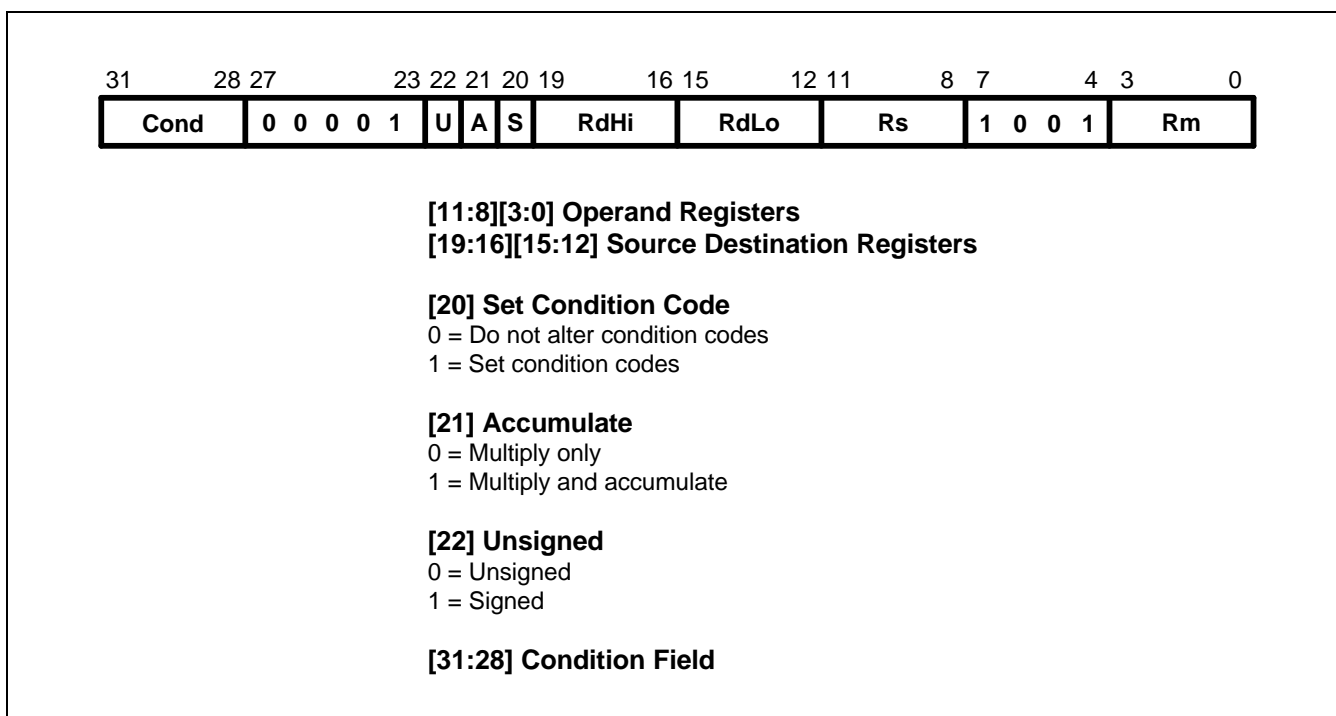 31 28 27 23 22 21 20 19 16 15 12 11 8 7 4 3 0
Cond 0 0 0 0 1 U A S RdHi RdLo Rs 1 0 0 1 Rm
[11:8][3:0] Operand Registers
[19:16][15:12] Source Destination Registers
[20] Set Condition Code
0 = Do not alter condition codes
1 = Set condition codes
[21] Accumulate
0 = Multiply only
1 = Multiply and accumulate
[22] Unsigned
0 = Unsigned
1 = Signed
[31:28] Condition Field